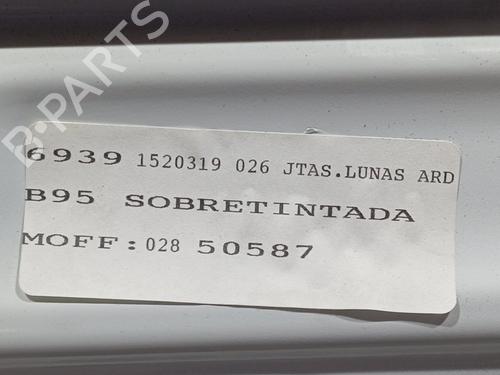 B-PARTS
6939 1520319 026 JTAS.LUNAS ARD
B95 SOBRETINTADA
MOFF:028 50587